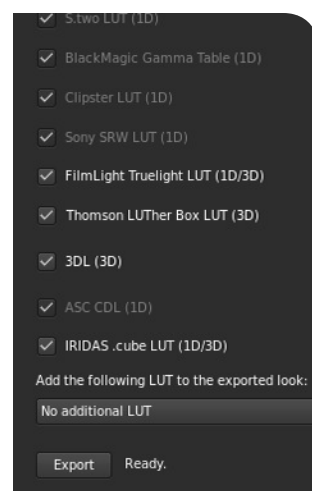 S.two LUT (1D)
BlackMagic Gamma Table (1D)
Clipster LUT (1D)
Sony SRW LUT (1D)
FilmLight Truelight LUT (1D/3D)
Thomson LUTher Box LUT (3D)
3DL (3D)
ASC CDL (1D)
IRIDAS .cube LUT (1D/3D)
Add the following LUT to the exported look:
No additional LUT
Export Ready.